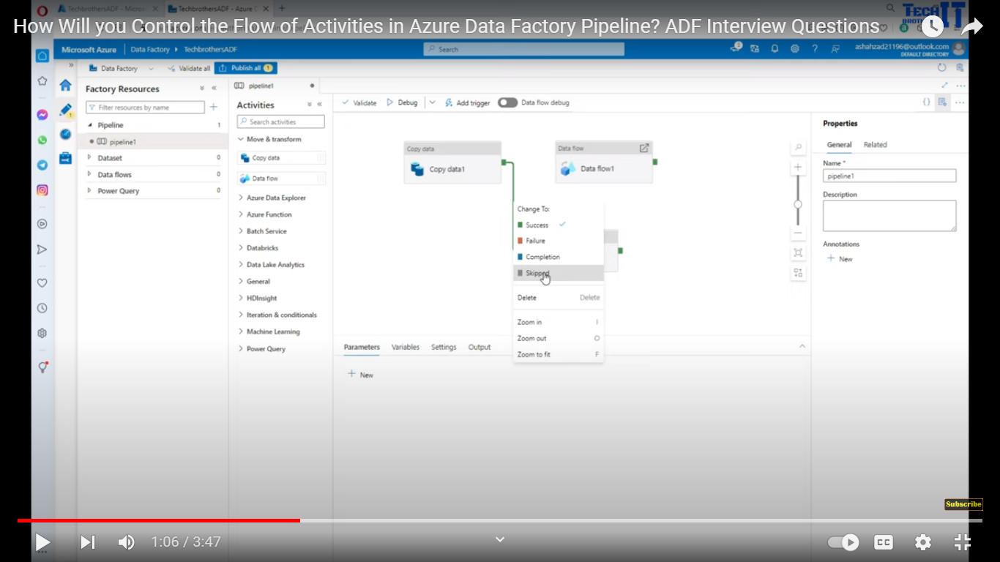 TechbrothersADF - Micros
TechbrothersADF - Azure
How Will you Control the Flow of Activities in Azure Data Factory Pipeline? ADF Interview Questions
TECH
IT
Microsoft Azure
Data Factory
TechbrothersADF
Search
1
ashahzad21196@outlook.com
DEFAULT DIRECTORY
Data Factory
Validate all
Publish all 1
Factory Resources
pipeline1
Activities
Filter resources by name
Search activities
Validate
Debug
Add trigger
Data flow debug
Pipeline 1
pipeline1
Dataset 0
Data flows 0
Power Query 0
Move & transform
Copy data
Data flow
Azure Data Explorer
Azure Function
Batch Service
Databricks
Data Lake Analytics
General
HDInsight
Iteration & conditionals
Machine Learning
Power Query
Copy data
Copy data1
Data flow
Data flow1
Change To:
Success
Failure
Completion
Skipped
Delete Delete
Zoom in I
Zoom out O
Zoom to fit F
Parameters Variables Settings Output
New
Properties
General Related
Name *
pipeline1
Description
Annotations
New
Subscribe
1:06 / 3:47
CC